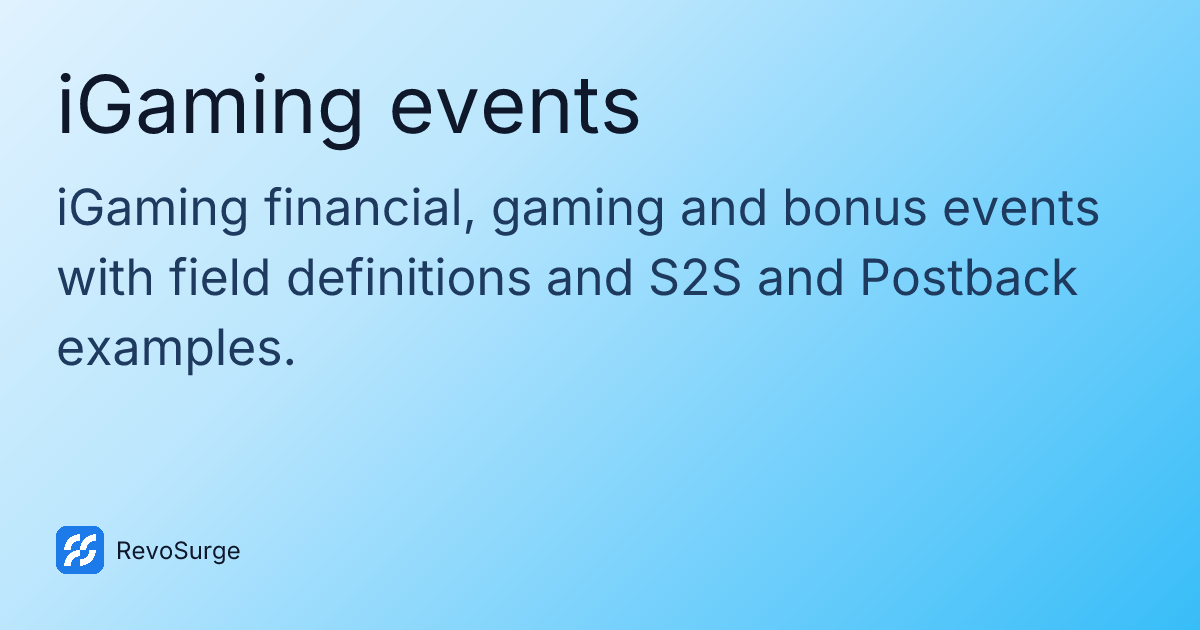 iGaming events
iGaming financial, gaming and bonus events
with field definitions and S2S and Postback
examples.
RevoSurge